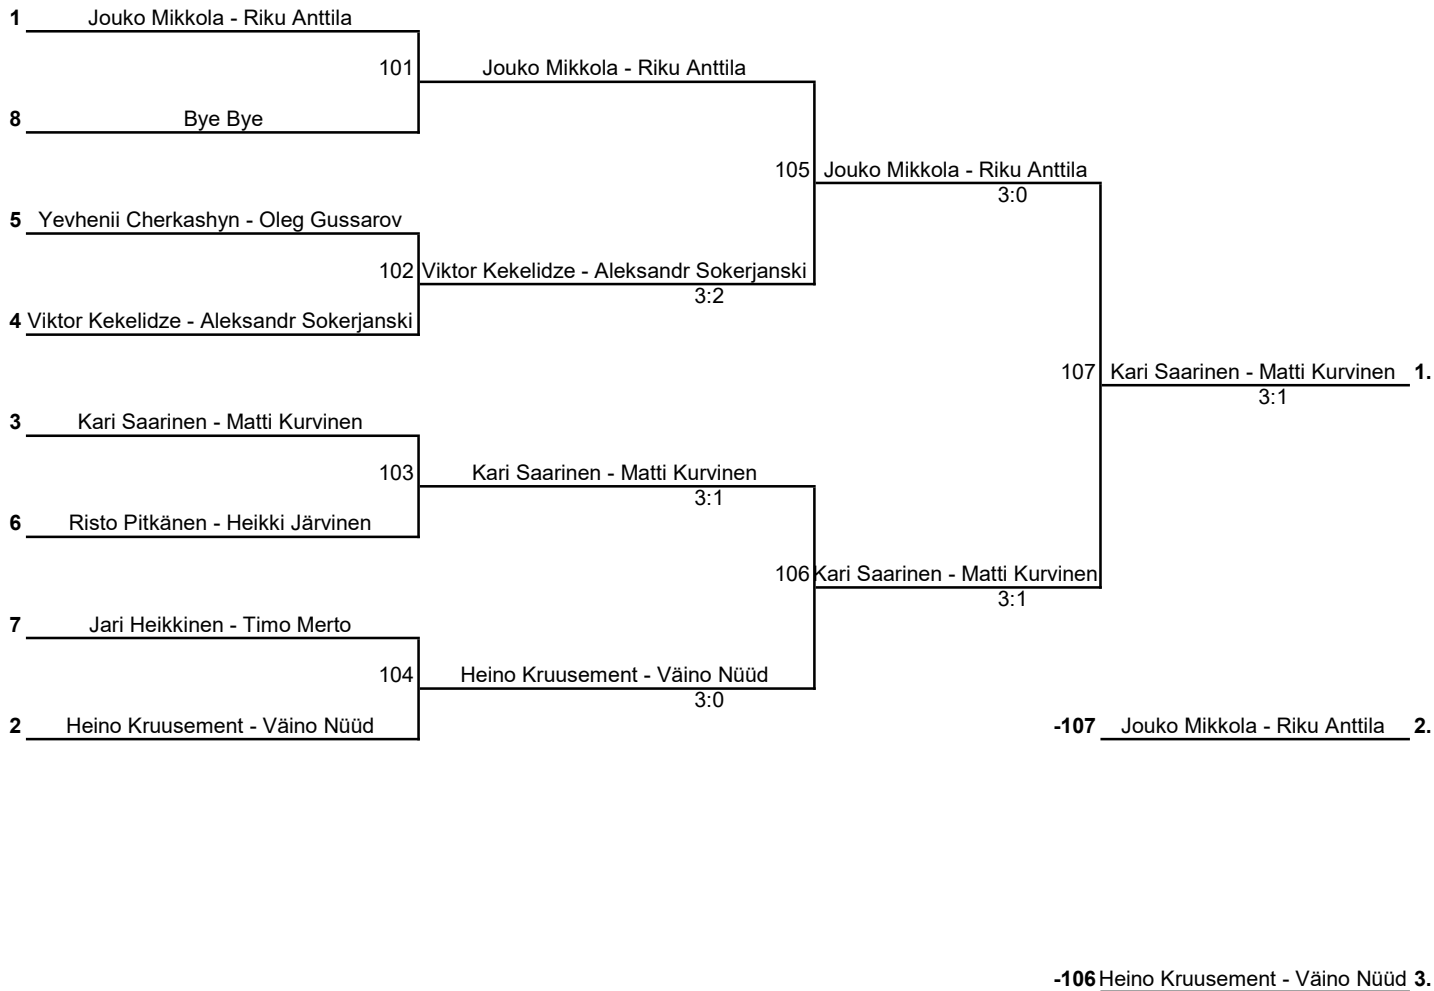 1 Jouko Mikkola - Riku Anttila
101 Jouko Mikkola - Riku Anttila
8 Bye Bye
105 Jouko Mikkola - Riku Anttila
3:0
5 Yevhenii Cherkashyn - Oleg Gussarov
102 Viktor Kekelidze - Aleksandr Sokerjanski
3:2
4 Viktor Kekelidze - Aleksandr Sokerjanski
107 Kari Saarinen - Matti Kurvinen 1.
3:1
3 Kari Saarinen - Matti Kurvinen
103 Kari Saarinen - Matti Kurvinen
3:1
6 Risto Pitkänen - Heikki Järvinen
106 Kari Saarinen - Matti Kurvinen
3:1
7 Jari Heikkinen - Timo Merto
104 Heino Kruusement - Väino Nüüd
3:0
2 Heino Kruusement - Väino Nüüd
-107 Jouko Mikkola - Riku Anttila 2.
-106 Heino Kruusement - Väino Nüüd 3.